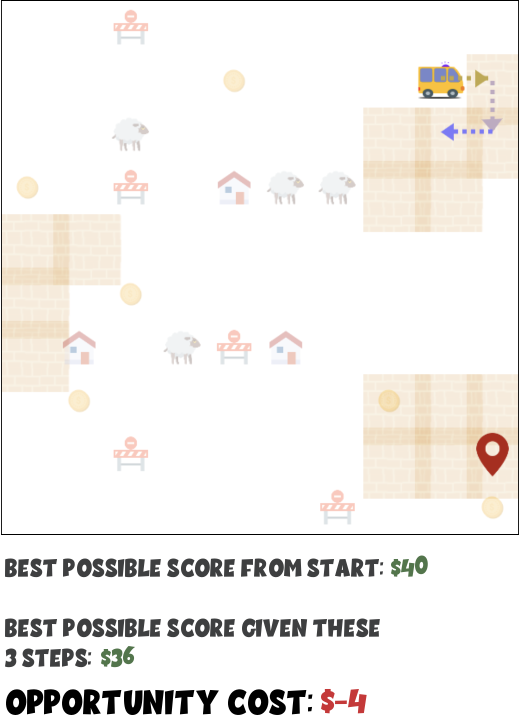 BEST POSSIBLE SCORE FROM START: $40
BEST POSSIBLE SCORE GIVEN THESE
3 STEPS: $36
OPPORTUNITY COST: $-4